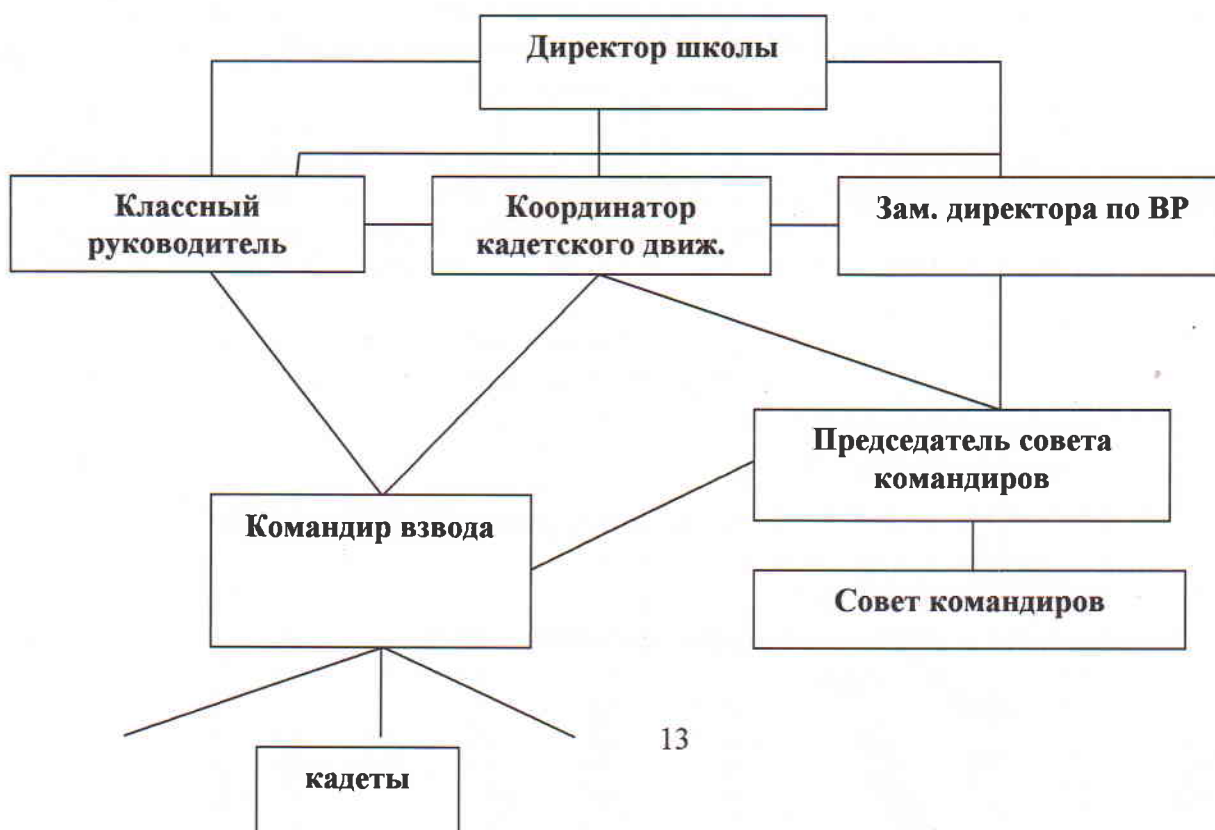 Директор школы
Классный
руководитель
Координатор
кадетского движ.
Зам. директора по ВР
Председатель совета
командиров
Командир взвода
Совет командиров
13
кадеты